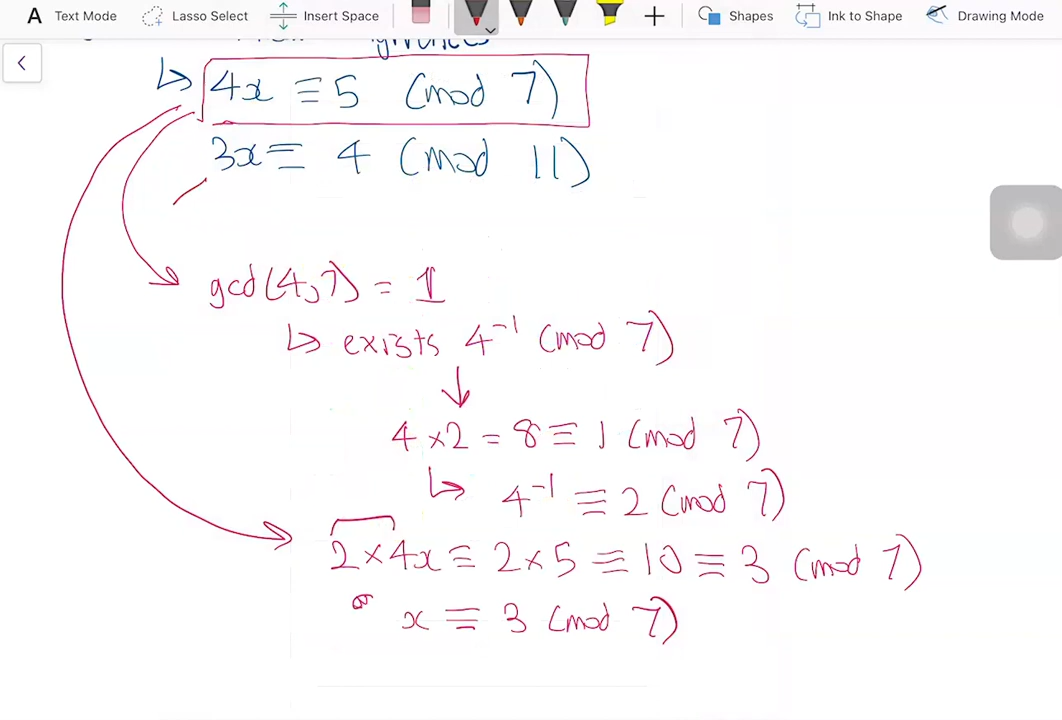 A Text Mode Lasso Select Insert Space Shapes Ink to Shape Drawing Mode
4x ≡ 5 (mod 7)
3x ≡ 4 (mod 11)
gcd(4,7) = 1
↳ exists 4⁻¹ (mod 7)
↓
4 × 2 = 8 ≡ 1 (mod 7)
↳ 4⁻¹ ≡ 2 (mod 7)
2 × 4x ≡ 2 × 5 ≡ 10 ≡ 3 (mod 7)
x ≡ 3 (mod 7)